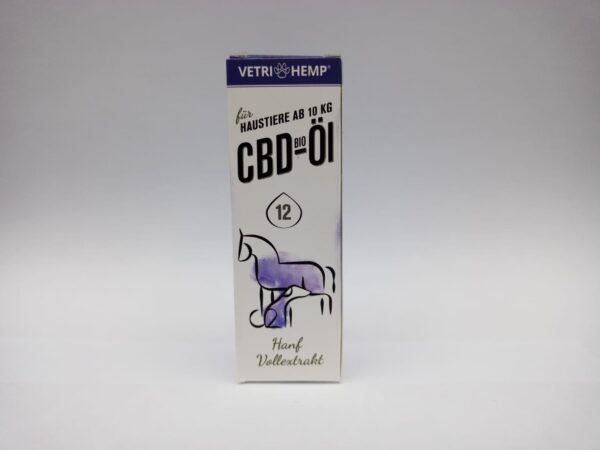 VETRI HEMP®
für
HAUSTIERE AB 10 KG
CBD-BIO-Öl
12
Hanf
Vollextrakt